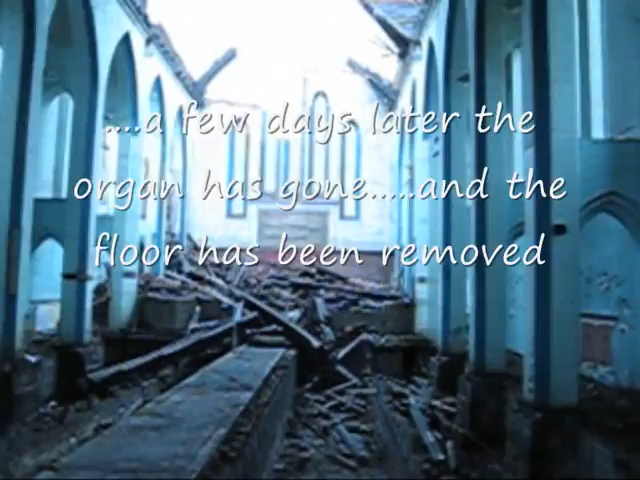 ....a few days later the
organ has gone.....and the
floor has been removed